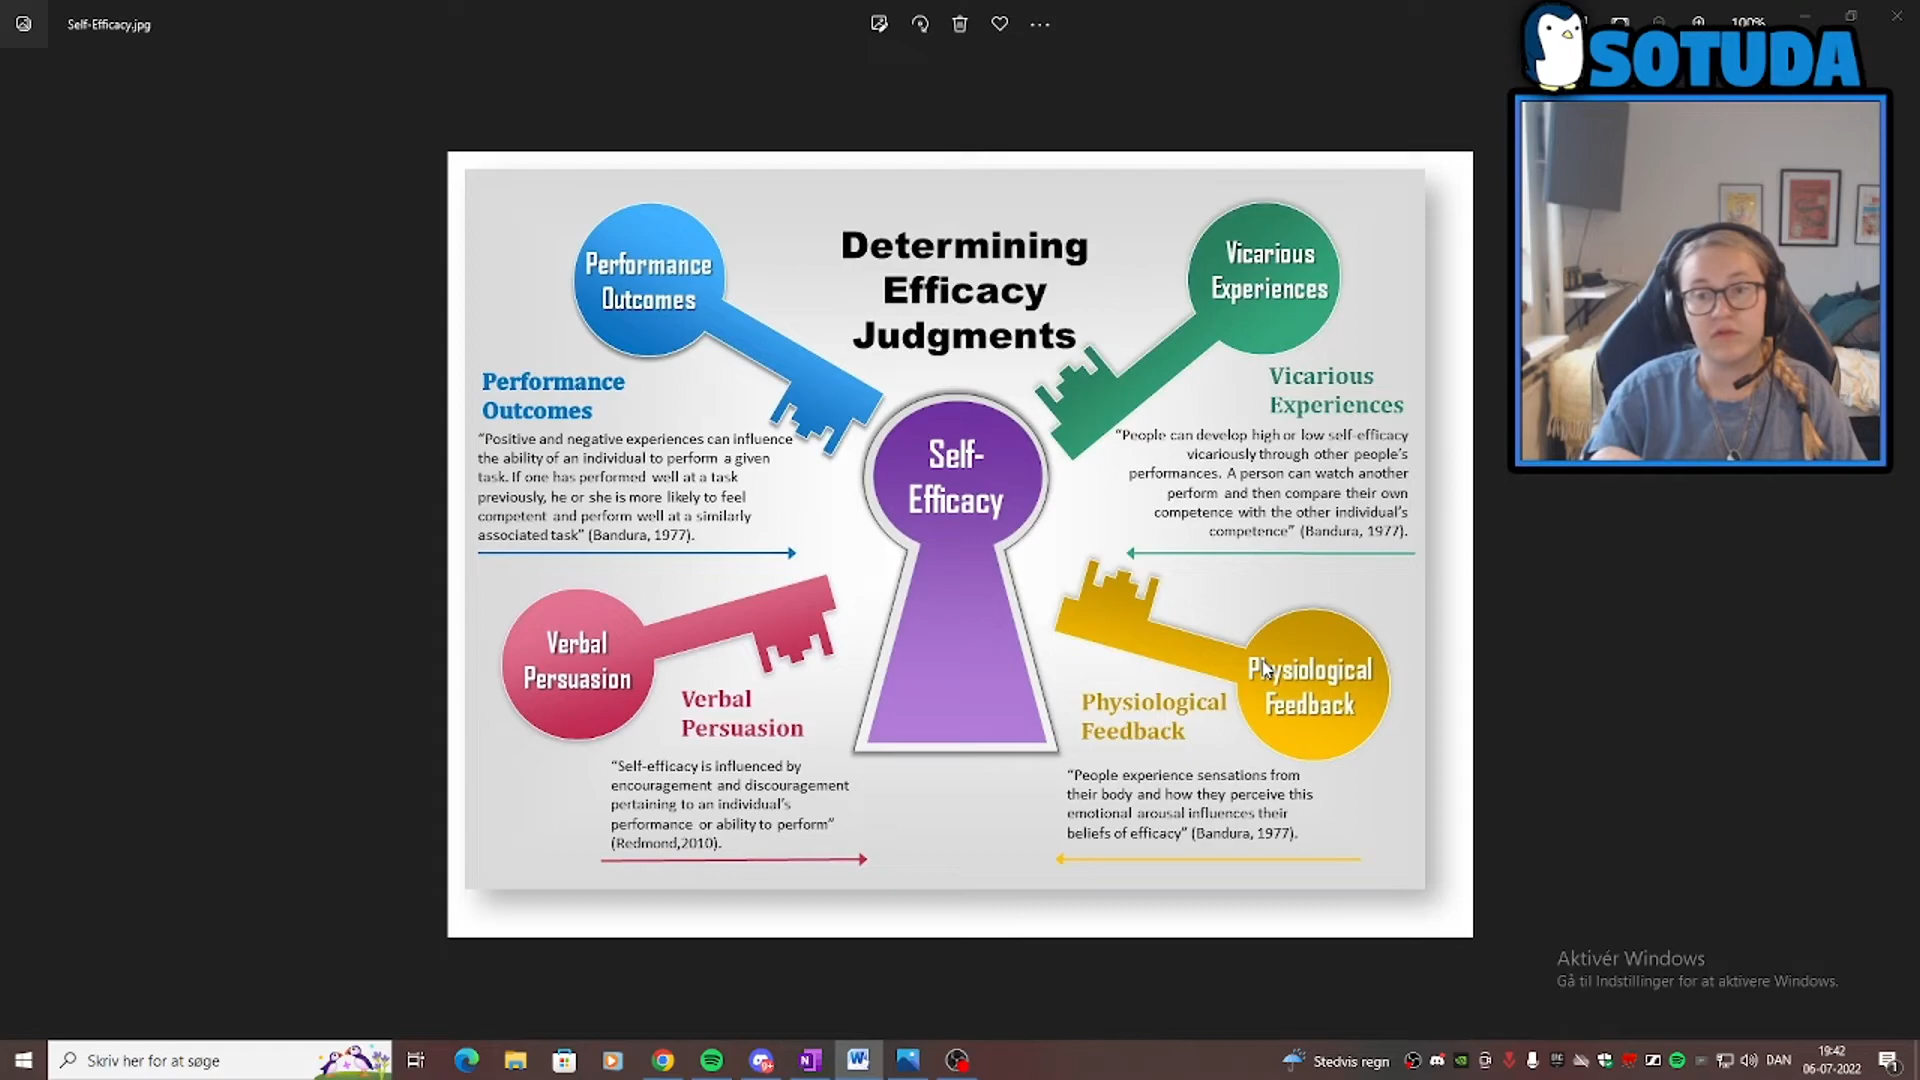 Self-Efficacy.jpg
100%
SOTUDA
Determining
Efficacy
Judgments
Performance
Outcomes
Vicarious
Experiences
Performance
Outcomes
“Positive and negative experiences can influence
the ability of an individual to perform a given
task. If one has performed well at a task
previously, he or she is more likely to feel
competent and perform well at a similarly
associated task” (Bandura, 1977).
Self-
Efficacy
Vicarious
Experiences
“People can develop high or low self-efficacy
vicariously through other people’s
performances. A person can watch another
perform and then compare their own
competence with the other individual’s
competence” (Bandura, 1977).
Verbal
Persuasion
Verbal
Persuasion
“Self-efficacy is influenced by
encouragement and discouragement
pertaining to an individual’s
performance or ability to perform”
(Redmond,2010).
Physiological
Feedback
Physiological
Feedback
“People experience sensations from
their body and how they perceive this
emotional arousal influences their
beliefs of efficacy” (Bandura, 1977).
Aktivér Windows
Gå til Indstillinger for at aktivere Windows.
Skriv her for at søge
Stedvis regn
DAN
19:42
06-07-2022